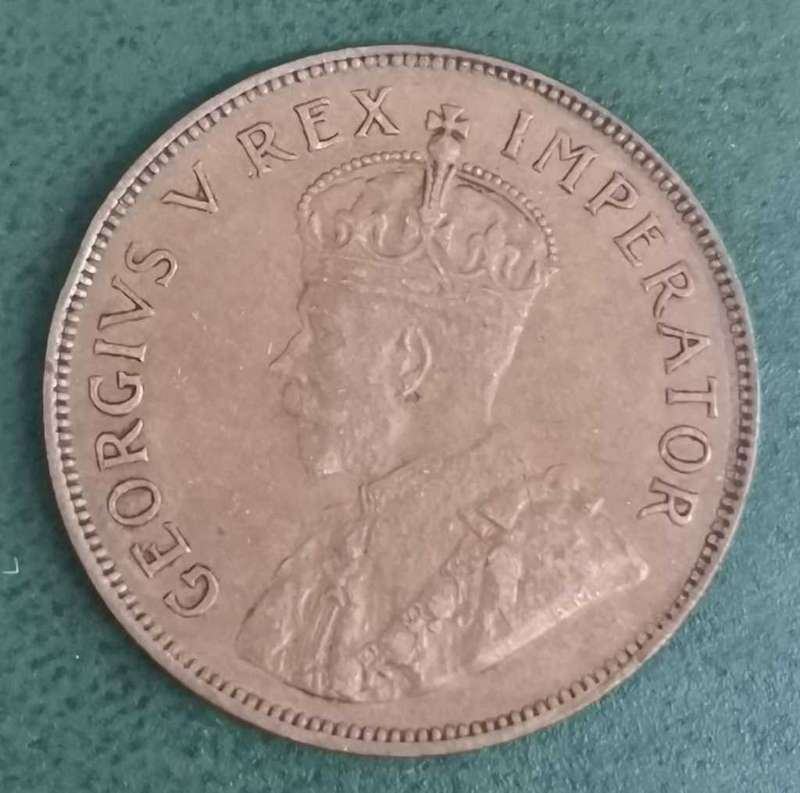 GEORGIVS V REX IMPERATOR
B.M.